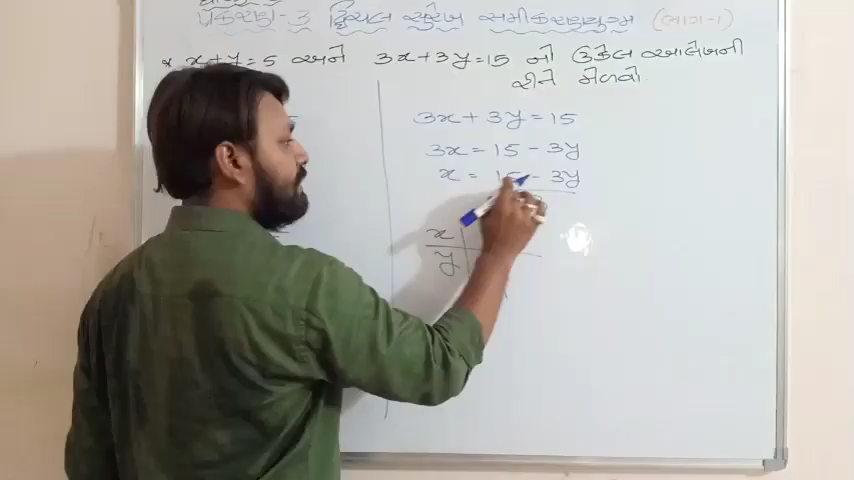 પ્રકરણ-૩ દ્વિચલ સુરેખ સમીકરણયુગ્મ (ભાગ-૧)
x + y = 5 અને 3x + 3y = 15 નો ઉકેલ આલેખની
રીતે મેળવો.
3x + 3y = 15
3x = 15 - 3y
x = 15 - 3y
x
y